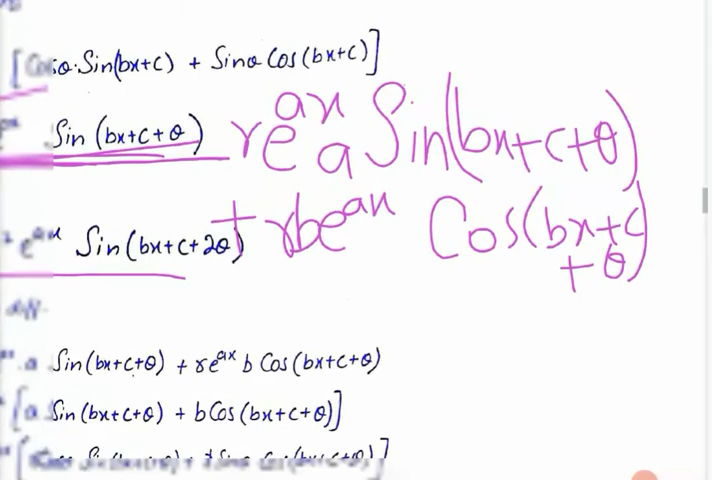 [Cosθ·Sin(bx+c) + Sinθ Cos(bx+c)]
Sin (bx+c+θ)
re^ax a Sin(bx+c+θ)
e^ax Sin(bx+c+2θ)
+ rbe^ax Cos(bx+c+θ)
diff.
a Sin(bx+c+θ) + re^ax b Cos(bx+c+θ)
[a Sin(bx+c+θ) + b Cos(bx+c+θ)]